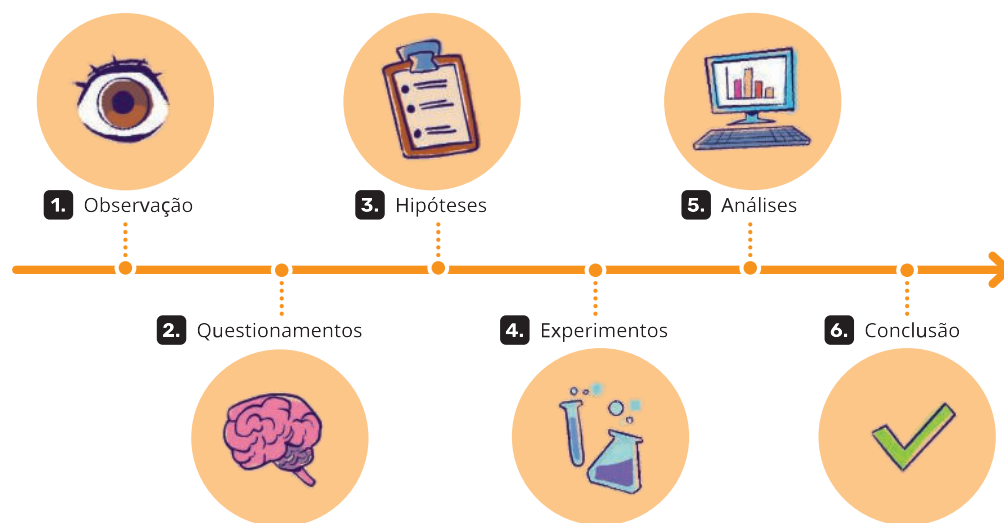 1. Observação
2. Questionamentos
3. Hipóteses
4. Experimentos
5. Análises
6. Conclusão